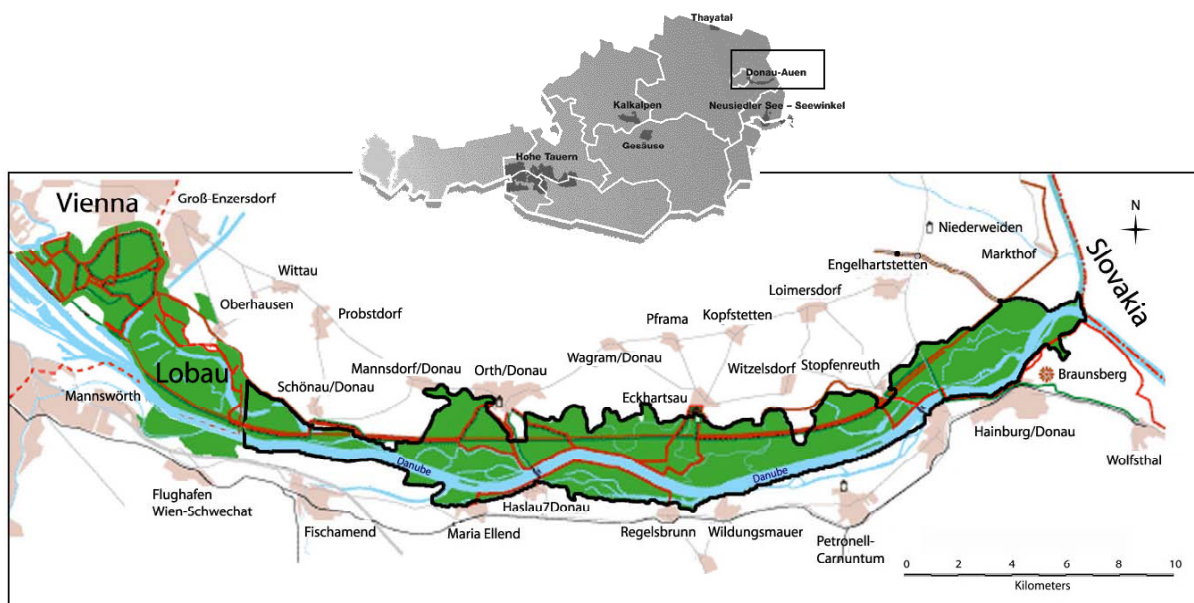 Thayatal
Donau-Auen
Kalkalpen
Neusiedler See – Seewinkel
Gesäuse
Hohe Tauern
Vienna
Groß-Enzersdorf
N
Niederweiden
Markthof
Slovakia
Engelhartstetten
Wittau
Loimersdorf
Oberhausen
Probstdorf
Kopfstetten
Pframa
Wagram/Donau
Lobau
Mannsdorf/Donau
Orth/Donau
Witzelsdorf
Stopfenreuth
Schönau/Donau
Braunsberg
Mannswörth
Eckhartsau
Hainburg/Donau
Wolfsthal
Danube
Danube
Flughafen
Wien-Schwechat
Haslau7Donau
Fischamend
Maria Ellend
Regelsbrunn
Wildungsmauer
Petronell-
Carnuntum
0 2 4 6 8 10
Kilometers